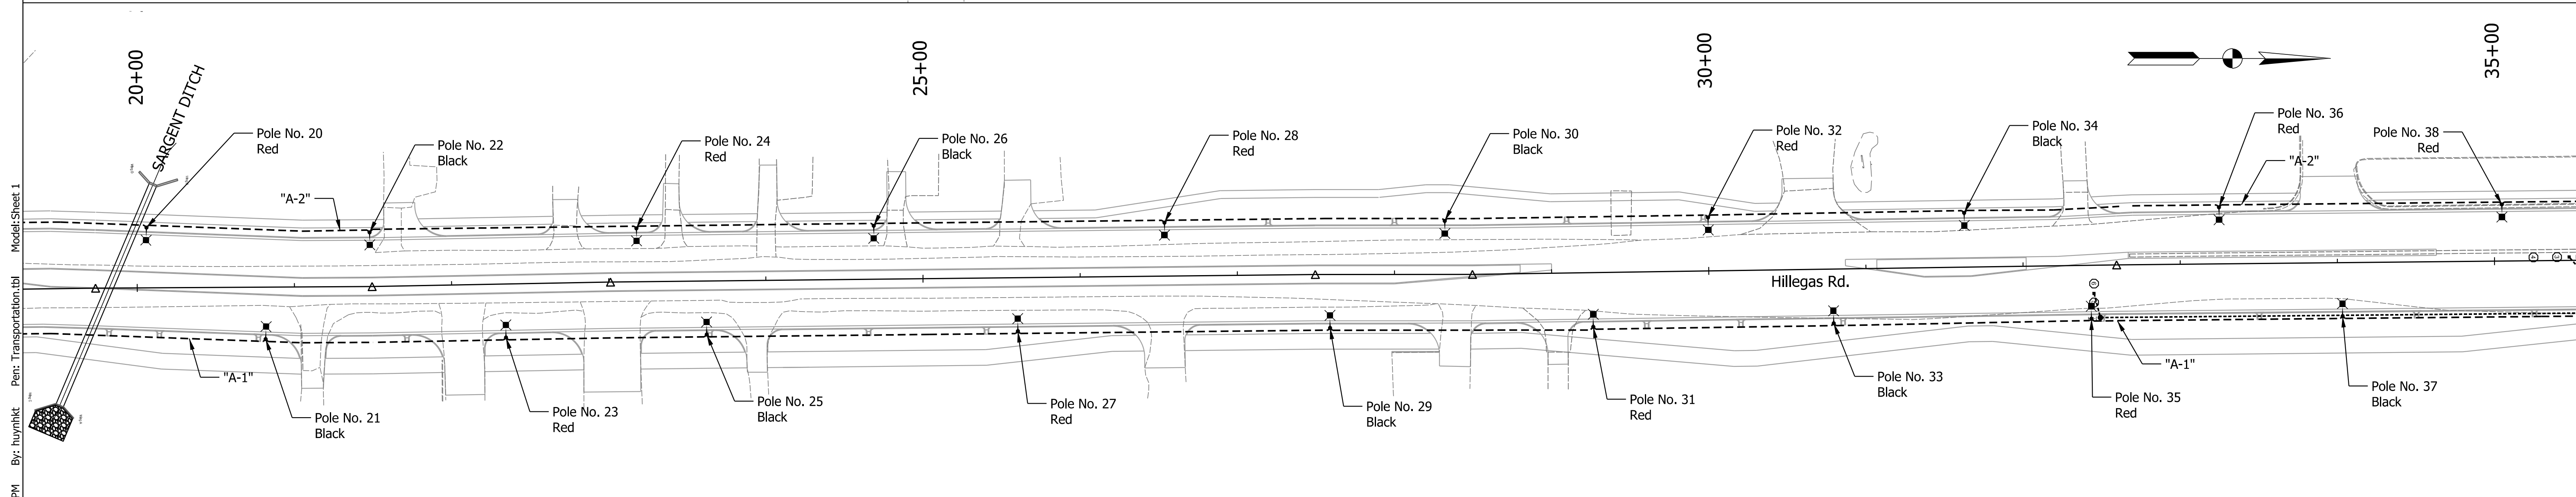 20+00
25+00
30+00
35+00
SARGENT DITCH
Pole No. 20
Red
Pole No. 22
Black
Pole No. 24
Red
Pole No. 26
Black
Pole No. 28
Red
Pole No. 30
Black
Pole No. 32
Red
Pole No. 34
Black
Pole No. 36
Red
Pole No. 38
Red
"A-2"
"A-2"
Hillegas Rd.
"A-1"
"A-1"
Pole No. 21
Black
Pole No. 23
Red
Pole No. 25
Black
Pole No. 27
Red
Pole No. 29
Black
Pole No. 31
Red
Pole No. 33
Black
Pole No. 35
Red
Pole No. 37
Black
PM By: huynhkt Pen: Transportation.tbl Model:Sheet 1